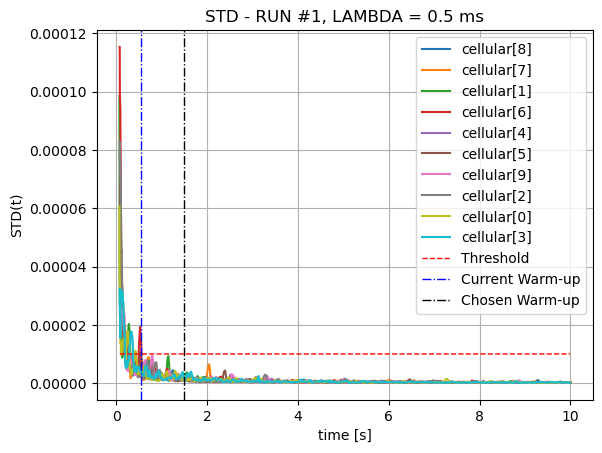 STD - RUN #1, LAMBDA = 0.5 ms
STD(t)
0.00012
0.00010
0.00008
0.00006
0.00004
0.00002
0.00000
cellular[8]
cellular[7]
cellular[1]
cellular[6]
cellular[4]
cellular[5]
cellular[9]
cellular[2]
cellular[0]
cellular[3]
Threshold
Current Warm-up
Chosen Warm-up
0 2 4 6 8 10
time [s]